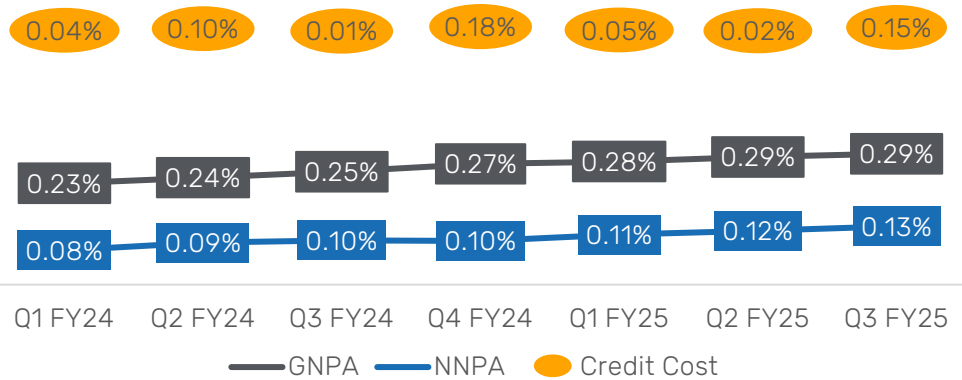 0.04% 0.10% 0.01% 0.18% 0.05% 0.02% 0.15%
0.23% 0.24% 0.25% 0.27% 0.28% 0.29% 0.29%
0.08% 0.09% 0.10% 0.10% 0.11% 0.12% 0.13%
Q1 FY24 Q2 FY24 Q3 FY24 Q4 FY24 Q1 FY25 Q2 FY25 Q3 FY25
GNPA NNPA Credit Cost